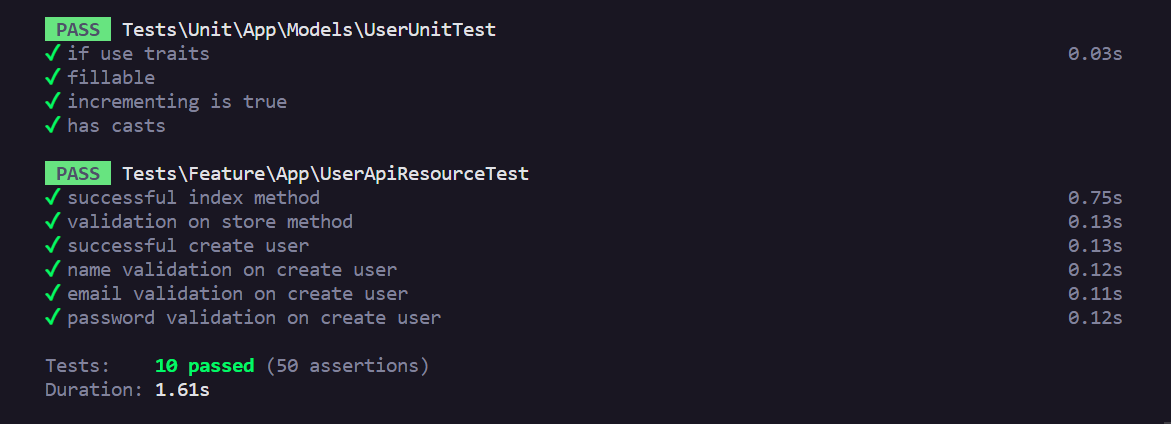 PASS Tests\Unit\App\Models\UserUnitTest
✓ if use traits 0.03s
✓ fillable
✓ incrementing is true
✓ has casts
PASS Tests\Feature\App\UserApiResourceTest
✓ successful index method 0.75s
✓ validation on store method 0.13s
✓ successful create user 0.13s
✓ name validation on create user 0.12s
✓ email validation on create user 0.11s
✓ password validation on create user 0.12s
Tests: 10 passed (50 assertions)
Duration: 1.61s